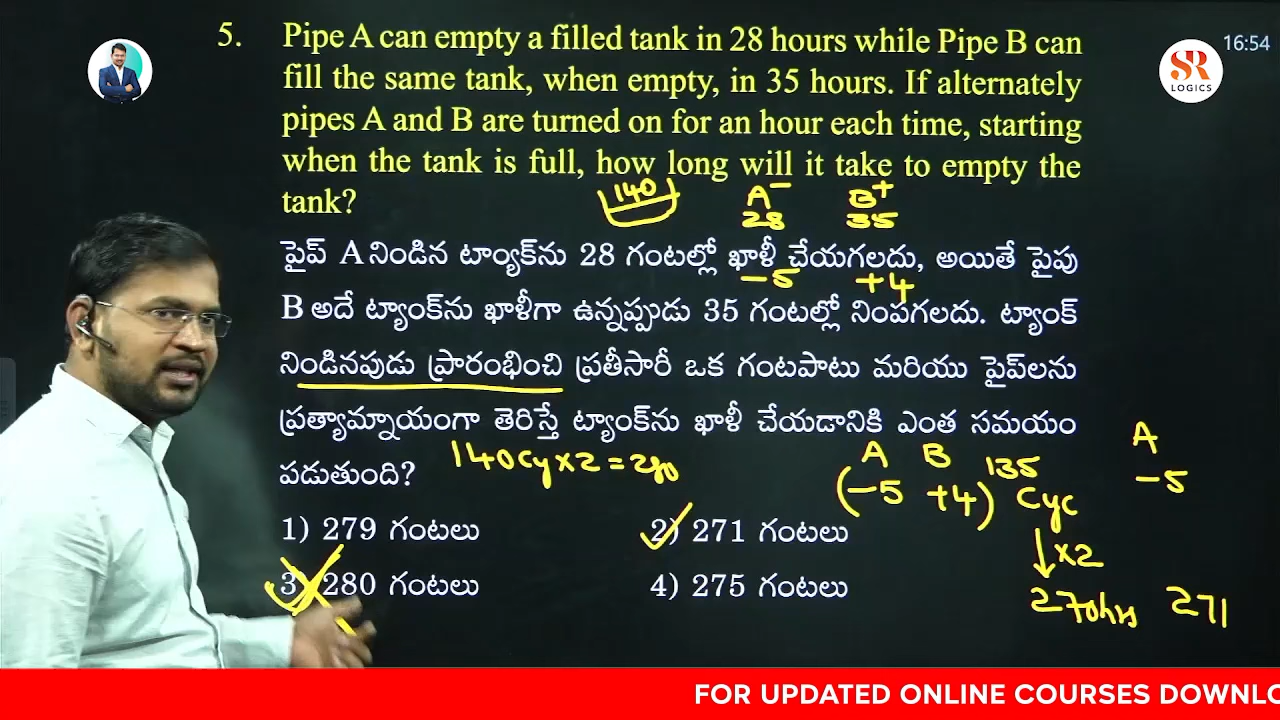 5. Pipe A can empty a filled tank in 28 hours while Pipe B can
fill the same tank, when empty, in 35 hours. If alternately
pipes A and B are turned on for an hour each time, starting
when the tank is full, how long will it take to empty the
tank?
140 A − B +
28 35
పైప్ A నిండిన టాం్యక్‌ను 28 గంటల్లో ఖాళీ చేయగలదు, అయితే పైపు
−5 +4
B అదే ట్యాంక్‌ను ఖాళీగా ఉన్నప్పుడు 35 గంటల్లో నింపగలదు. ట్యాంక్
నిండినపుడు ప్రారంభించి ప్రతీసారీ ఒక గంటపాటు మరియు పైప్‌లను
ప్రత్యామ్నాయంగా తెరిస్తే ట్యాంక్‌ను ఖాళీ చేయడానికి ఎంత సమయం
పడుతుంది?
140Cy×2=280
A B 135
(−5 +4) Cyc
A
−5
1) 279 గంటలు 2) 271 గంటలు
↓×2
3) 280 గంటలు 4) 275 గంటలు
270hrs 271
SR
LOGICS
16:54
FOR UPDATED ONLINE COURSES DOWNLO